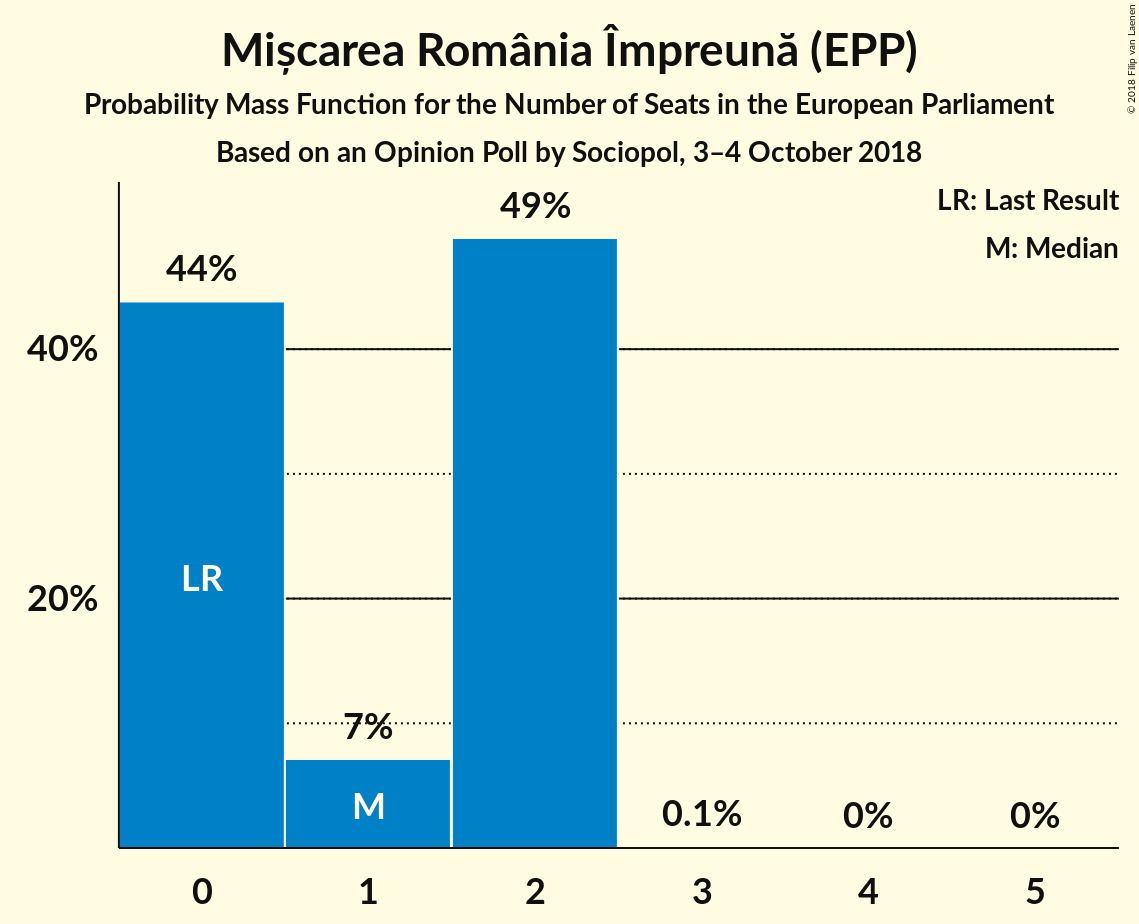 Mișcarea România Împreună (EPP)
Probability Mass Function for the Number of Seats in the European Parliament
Based on an Opinion Poll by Sociopol, 3–4 October 2018
© 2018 Filip van Laenen
LR: Last Result
M: Median
49%
44%
40%
LR
20%
7%
M
0.1%
0%
0%
0
1
2
3
4
5